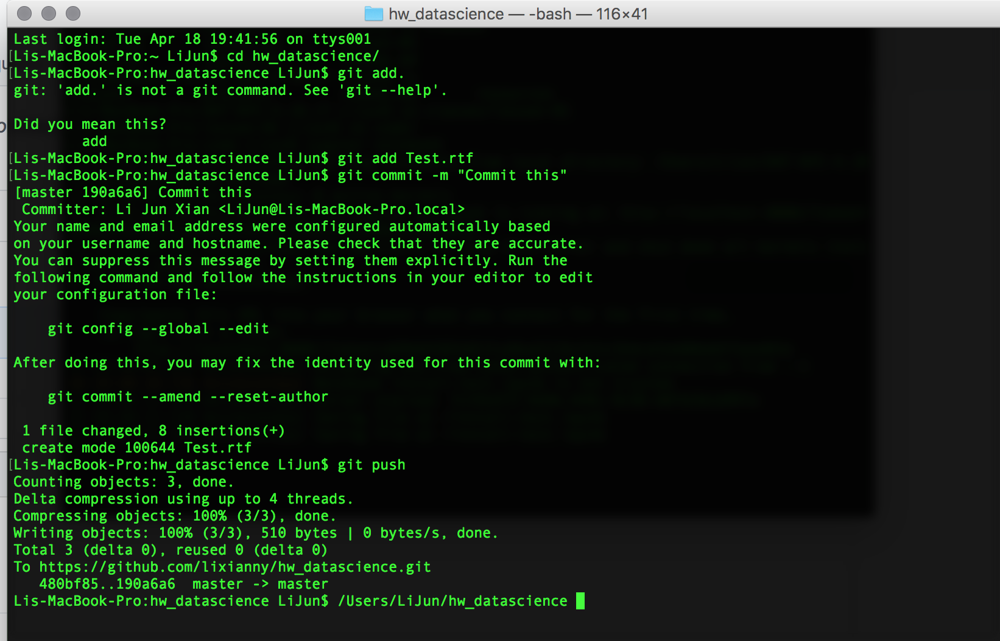 hw_datascience — -bash — 116×41
Last login: Tue Apr 18 19:41:56 on ttys001
[Lis-MacBook-Pro:~ LiJun$ cd hw_datascience/
[Lis-MacBook-Pro:hw_datascience LiJun$ git add.
git: 'add.' is not a git command. See 'git --help'.
Did you mean this?
add
[Lis-MacBook-Pro:hw_datascience LiJun$ git add Test.rtf
[Lis-MacBook-Pro:hw_datascience LiJun$ git commit -m "Commit this"
[master 190a6a6] Commit this
Committer: Li Jun Xian <LiJun@Lis-MacBook-Pro.local>
Your name and email address were configured automatically based
on your username and hostname. Please check that they are accurate.
You can suppress this message by setting them explicitly. Run the
following command and follow the instructions in your editor to edit
your configuration file:
git config --global --edit
After doing this, you may fix the identity used for this commit with:
git commit --amend --reset-author
1 file changed, 8 insertions(+)
create mode 100644 Test.rtf
[Lis-MacBook-Pro:hw_datascience LiJun$ git push
Counting objects: 3, done.
Delta compression using up to 4 threads.
Compressing objects: 100% (3/3), done.
Writing objects: 100% (3/3), 510 bytes | 0 bytes/s, done.
Total 3 (delta 0), reused 0 (delta 0)
To https://github.com/lixianny/hw_datascience.git
480bf85..190a6a6  master -> master
Lis-MacBook-Pro:hw_datascience LiJun$ /Users/LiJun/hw_datascience